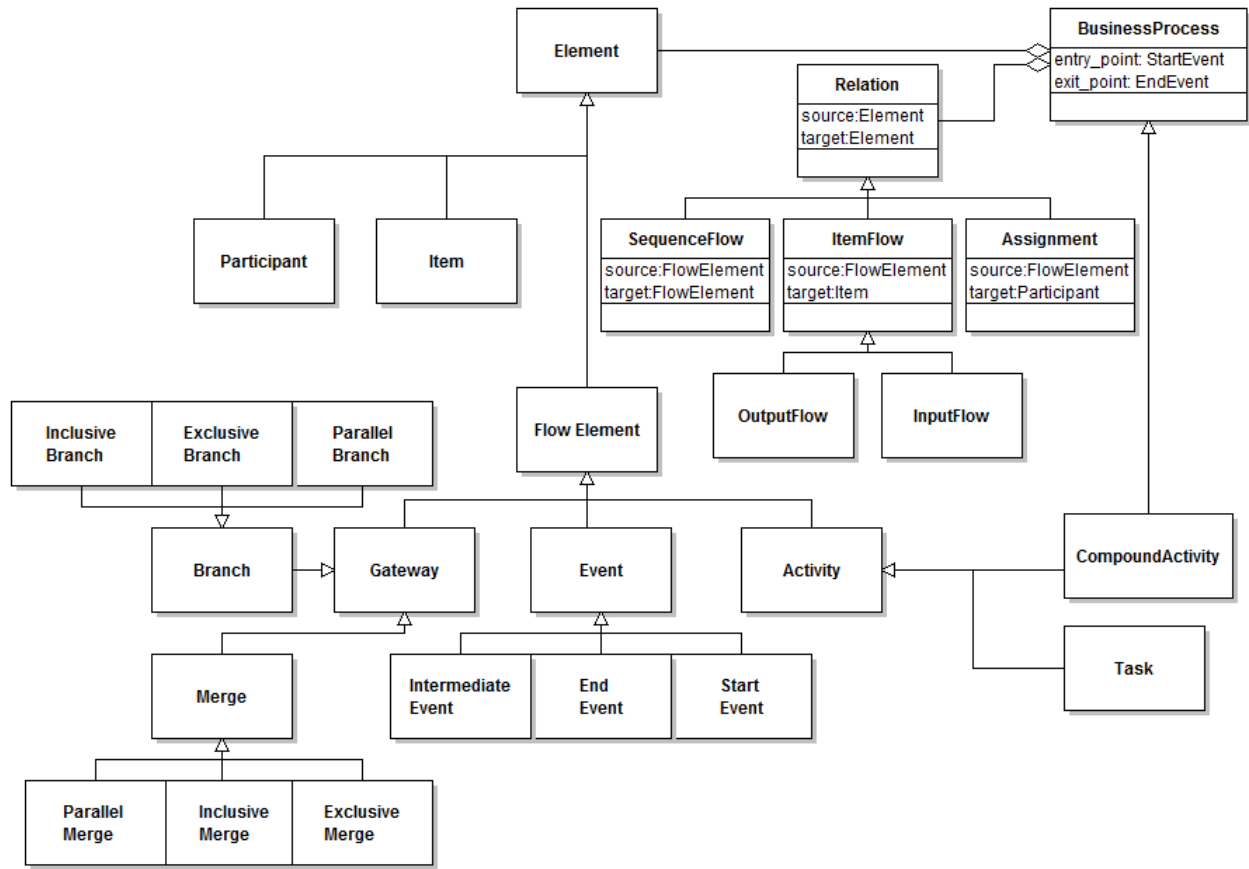 Element
BusinessProcess
entry_point: StartEvent
exit_point: EndEvent
Relation
source:Element
target:Element
Participant
Item
SequenceFlow
source:FlowElement
target:FlowElement
ItemFlow
source:FlowElement
target:Item
Assignment
source:FlowElement
target:Participant
OutputFlow
InputFlow
Inclusive
Branch
Exclusive
Branch
Parallel
Branch
Flow Element
Branch
Gateway
Event
Activity
CompoundActivity
Merge
Intermediate
Event
End
Event
Start
Event
Task
Parallel
Merge
Inclusive
Merge
Exclusive
Merge